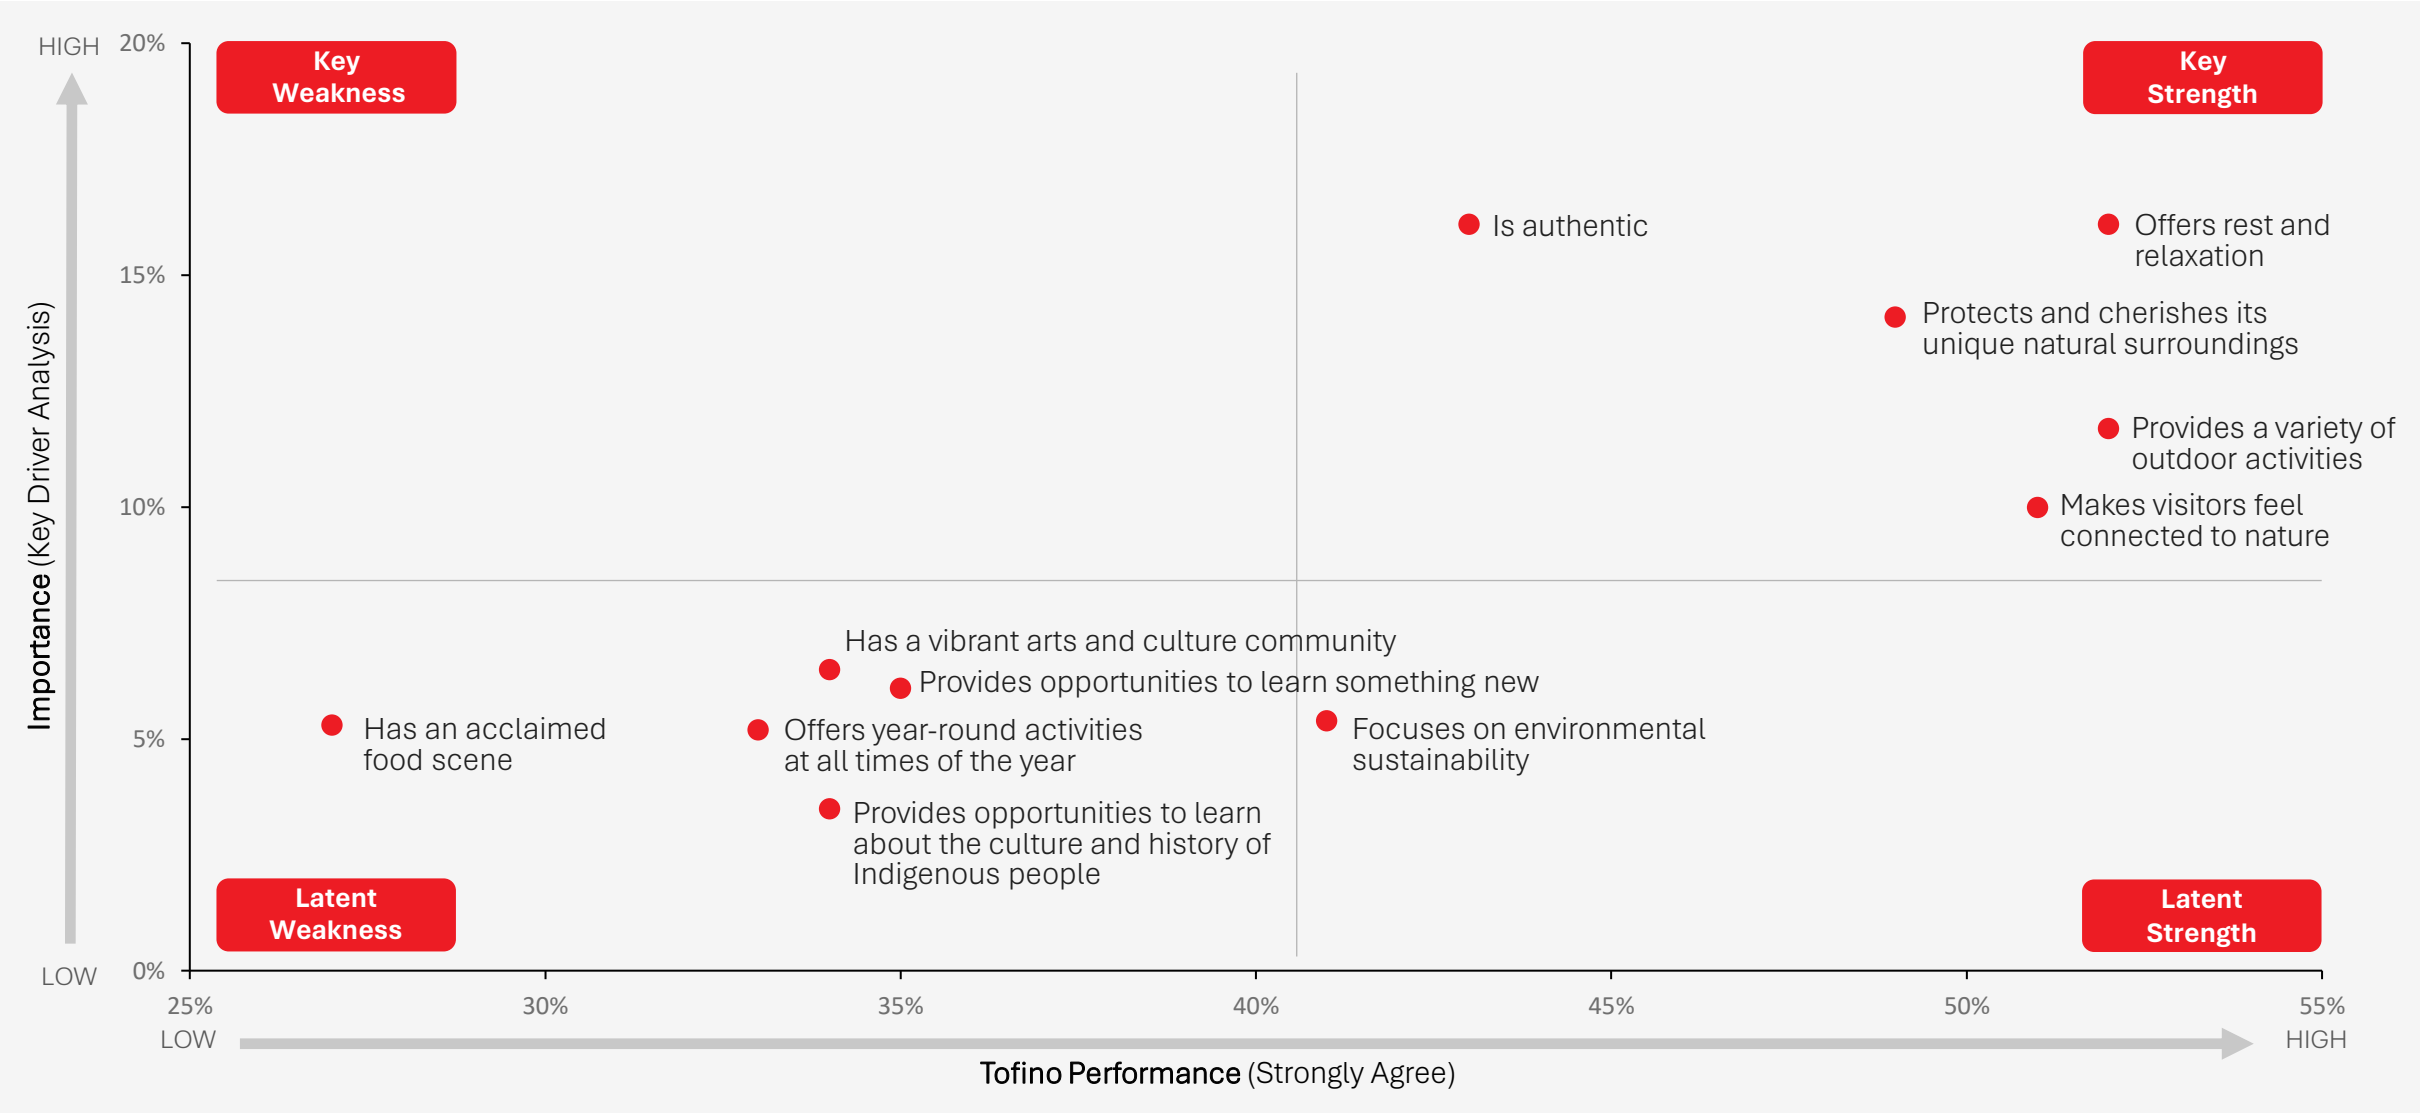 HIGH
20%
Key
Weakness
Key
Strength
Is authentic
Offers rest and
relaxation
15%
Protects and cherishes its
unique natural surroundings
Provides a variety of
outdoor activities
10%
Makes visitors feel
connected to nature
Importance (Key Driver Analysis)
Has a vibrant arts and culture community
Provides opportunities to learn something new
Has an acclaimed
food scene
Offers year-round activities
at all times of the year
Focuses on environmental
sustainability
5%
Provides opportunities to learn
about the culture and history of
Indigenous people
Latent
Weakness
Latent
Strength
0%
LOW
25%
30%
35%
40%
45%
50%
55%
LOW
HIGH
Tofino Performance (Strongly Agree)